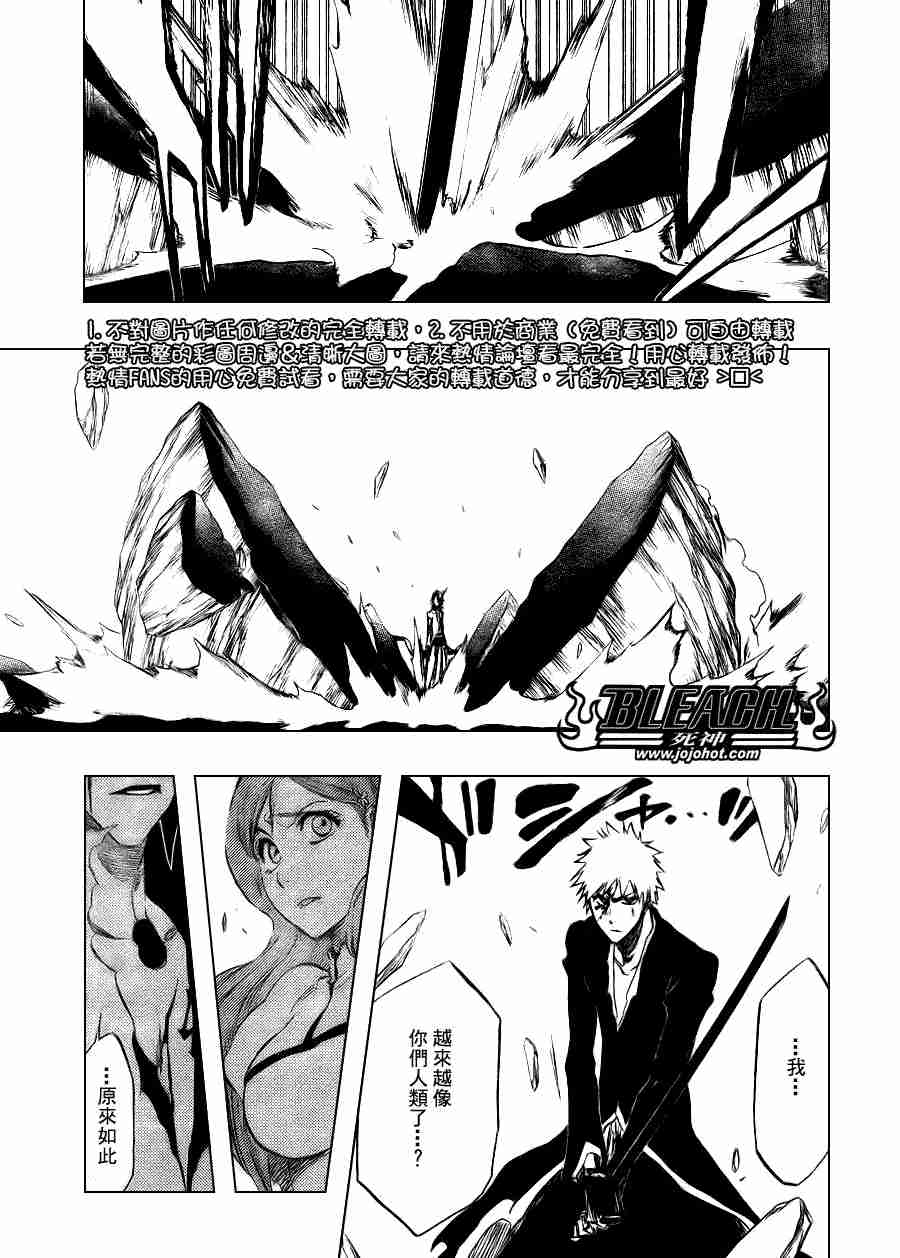 1. 不對圖片作任何修改的完全轉載，2. 不用於商業（免費看到）可自由轉載
若無完整的彩圖周邊&清晰大圖，請來熱情論壇看最完全！用心轉載發佈！
熱情FANS的用心免費試看，需要大家的轉載道德，才能分享到最好 >□<
BLEACH
死神
www.jojohot.com
ジャ…
…我…
越來越像
你們人類了…？
…原來如此